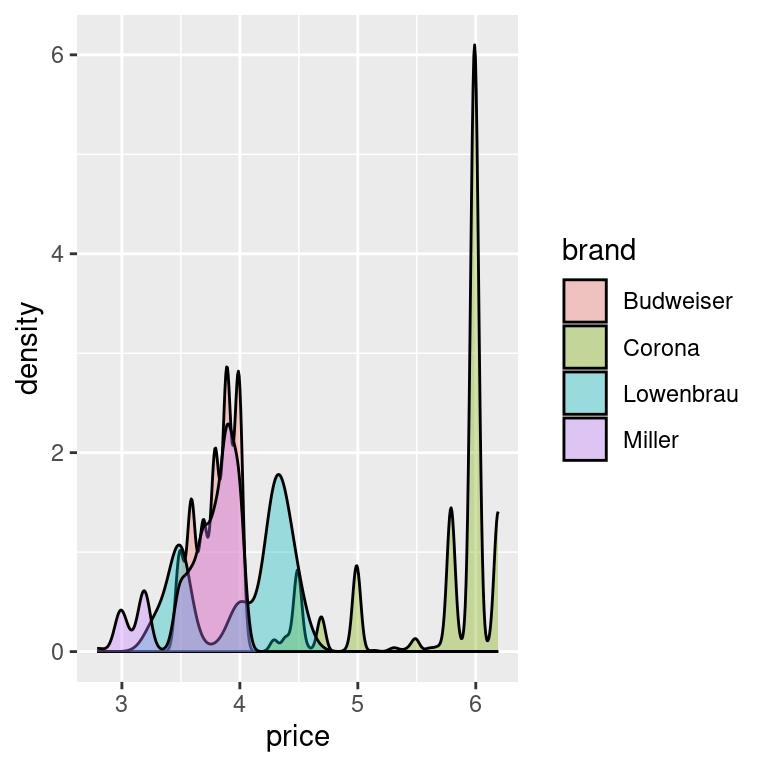 density
6
4
2
0
3 4 5 6
price
brand
Budweiser
Corona
Lowenbrau
Miller